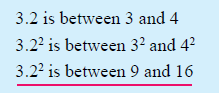 3.2 is between 3 and 4
3.2² is between 3² and 4²
3.2² is between 9 and 16